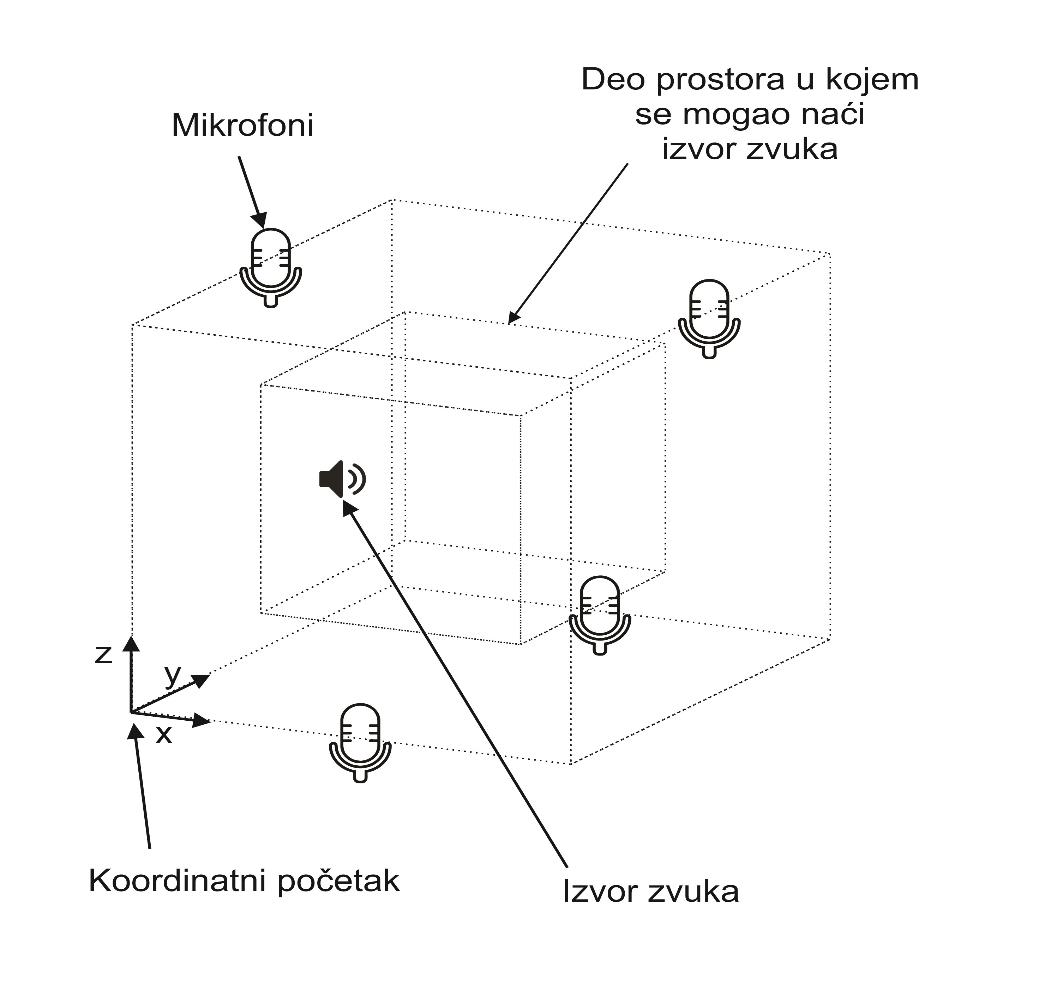 Deo prostora u kojem
se mogao naći
izvor zvuka
Mikrofoni
z
y
x
Koordinatni početak
Izvor zvuka